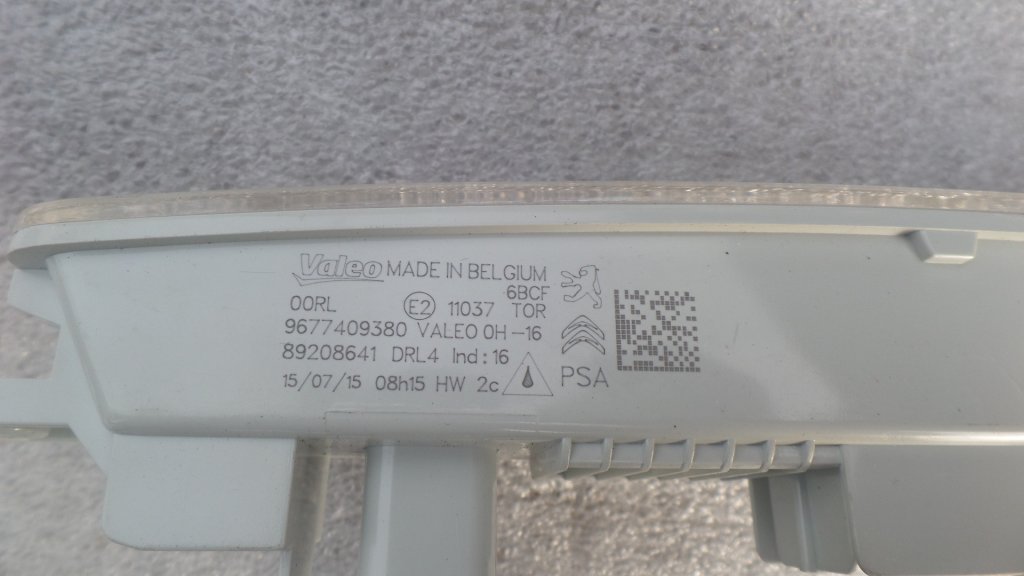 Valeo MADE IN BELGIUM
6BCF
00RL E2 11037 TOR
9677409380 VALEO 0H-16
89208641 DRL4 Ind:16
15/07/15 08h15 HW 2c
PSA